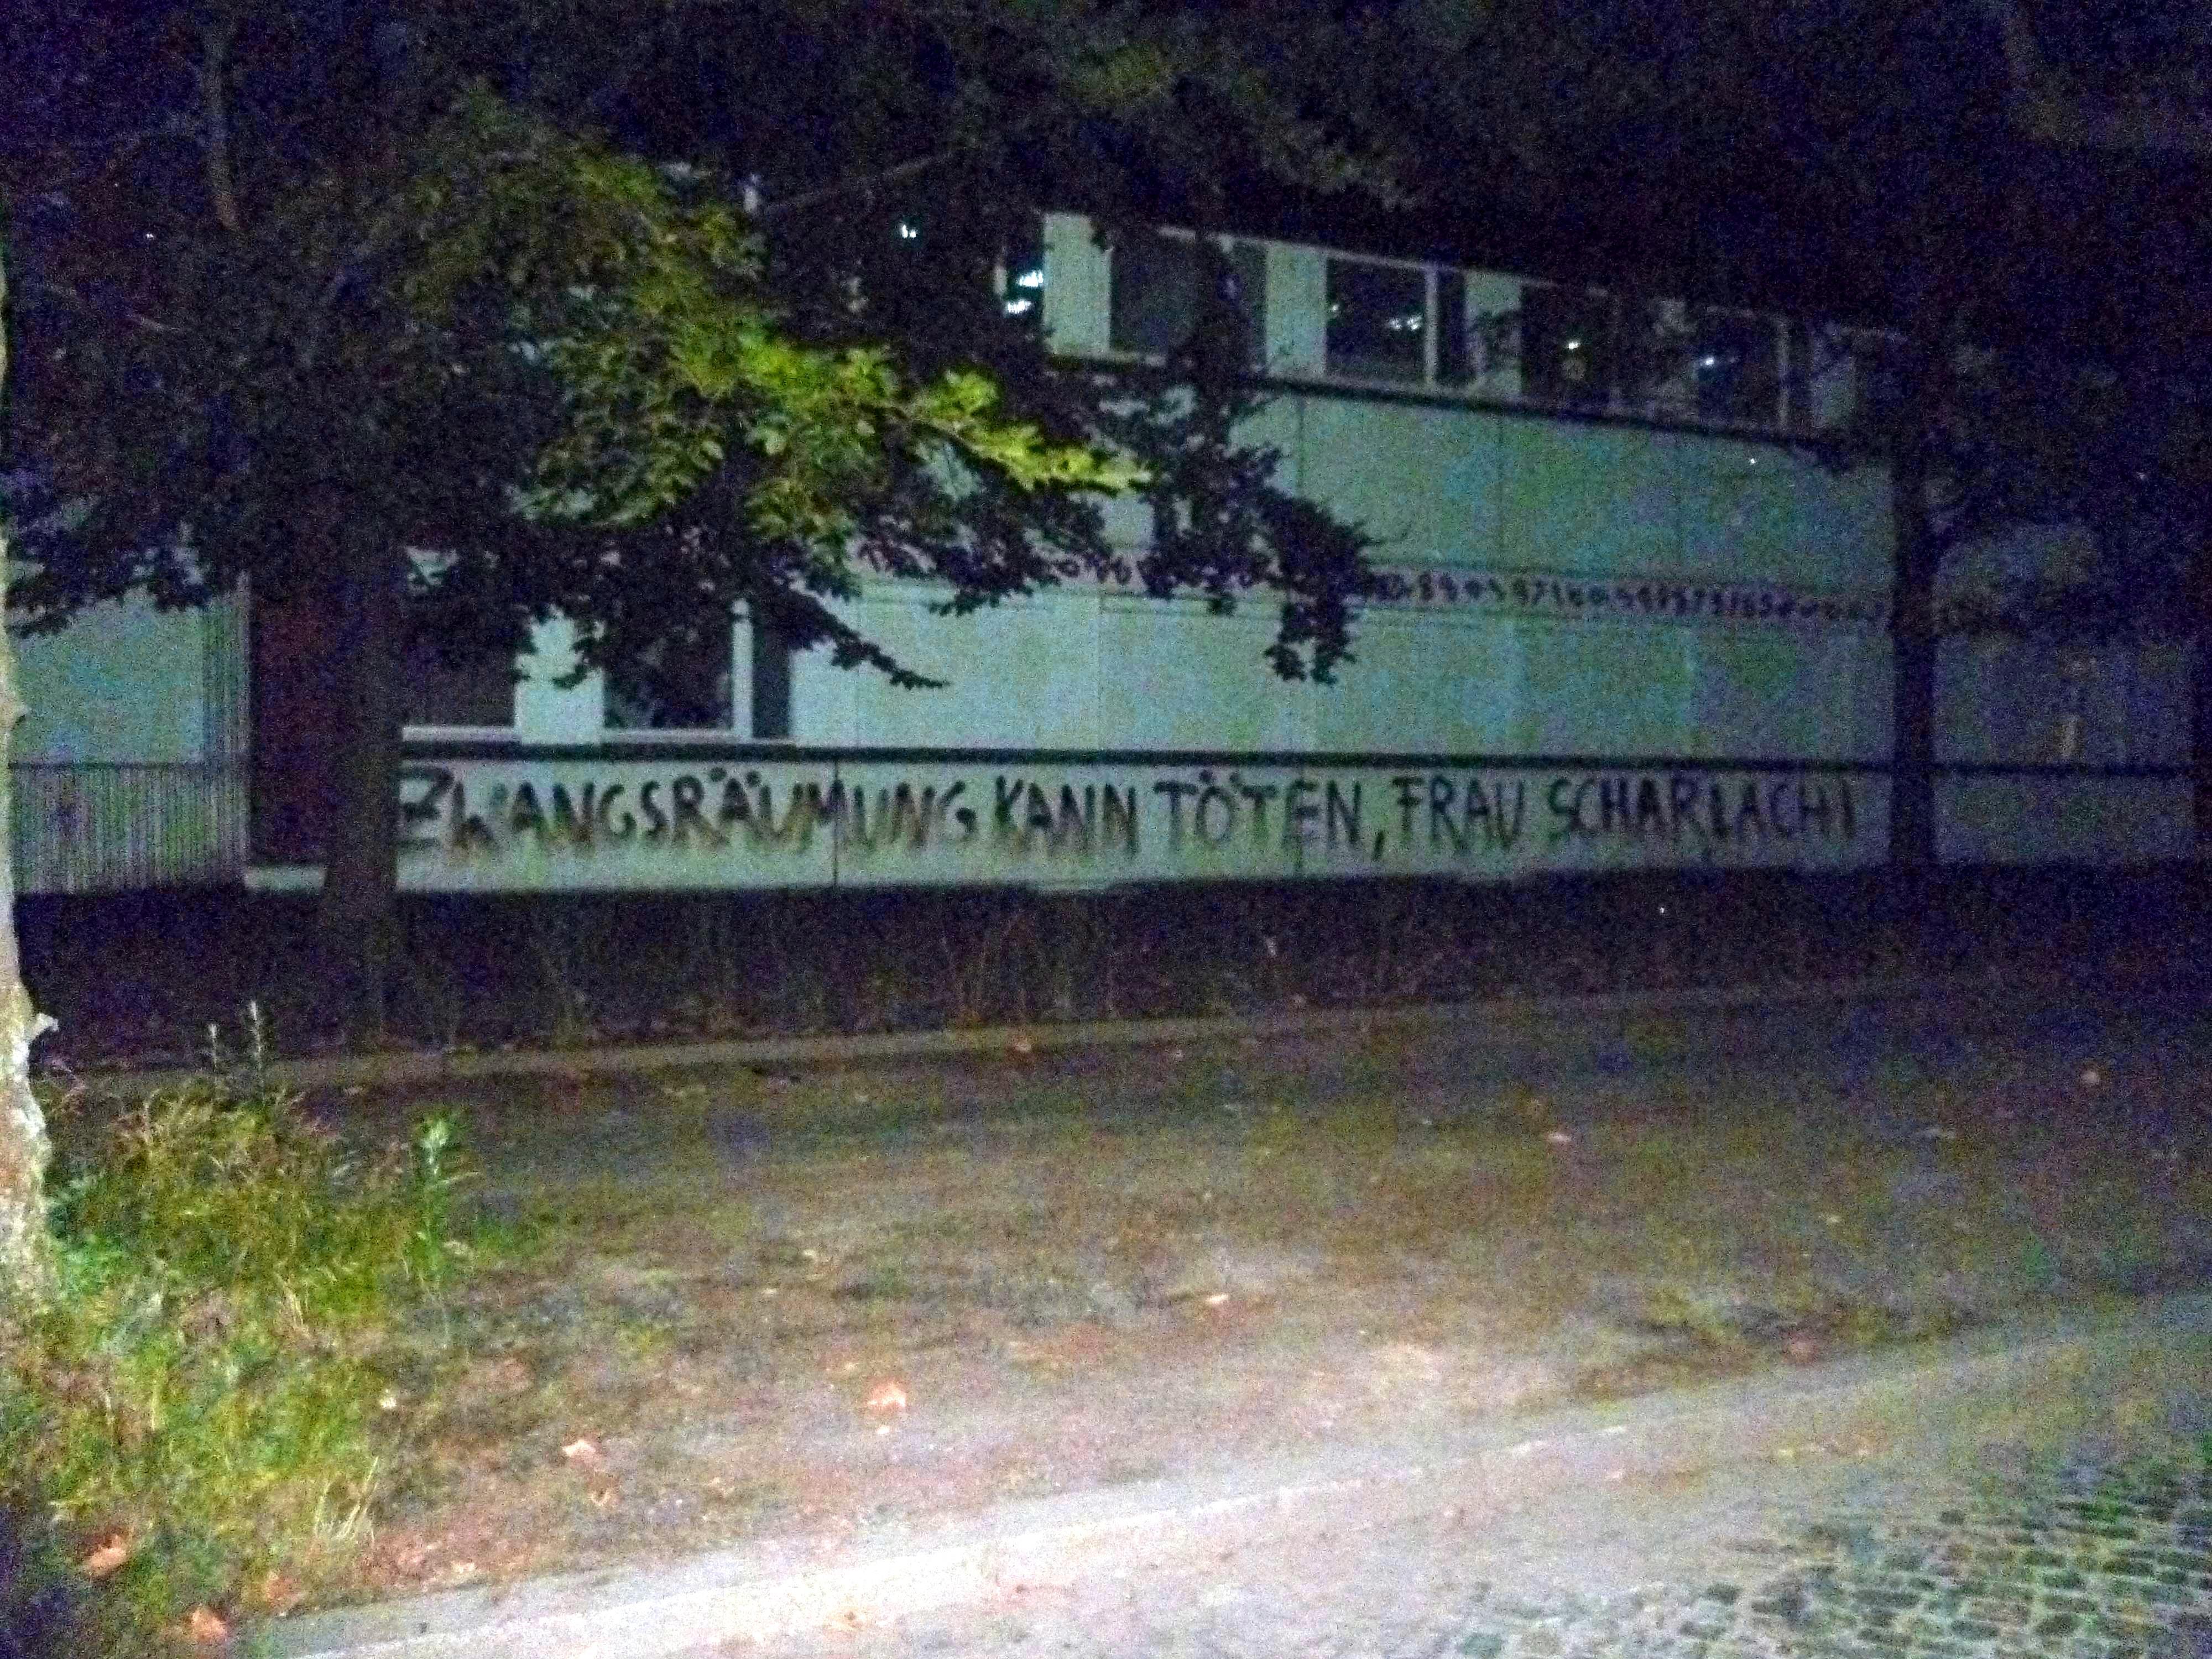 ZWANGSRÄUMUNG KANN TÖTEN, FRAU SCHARLACH!